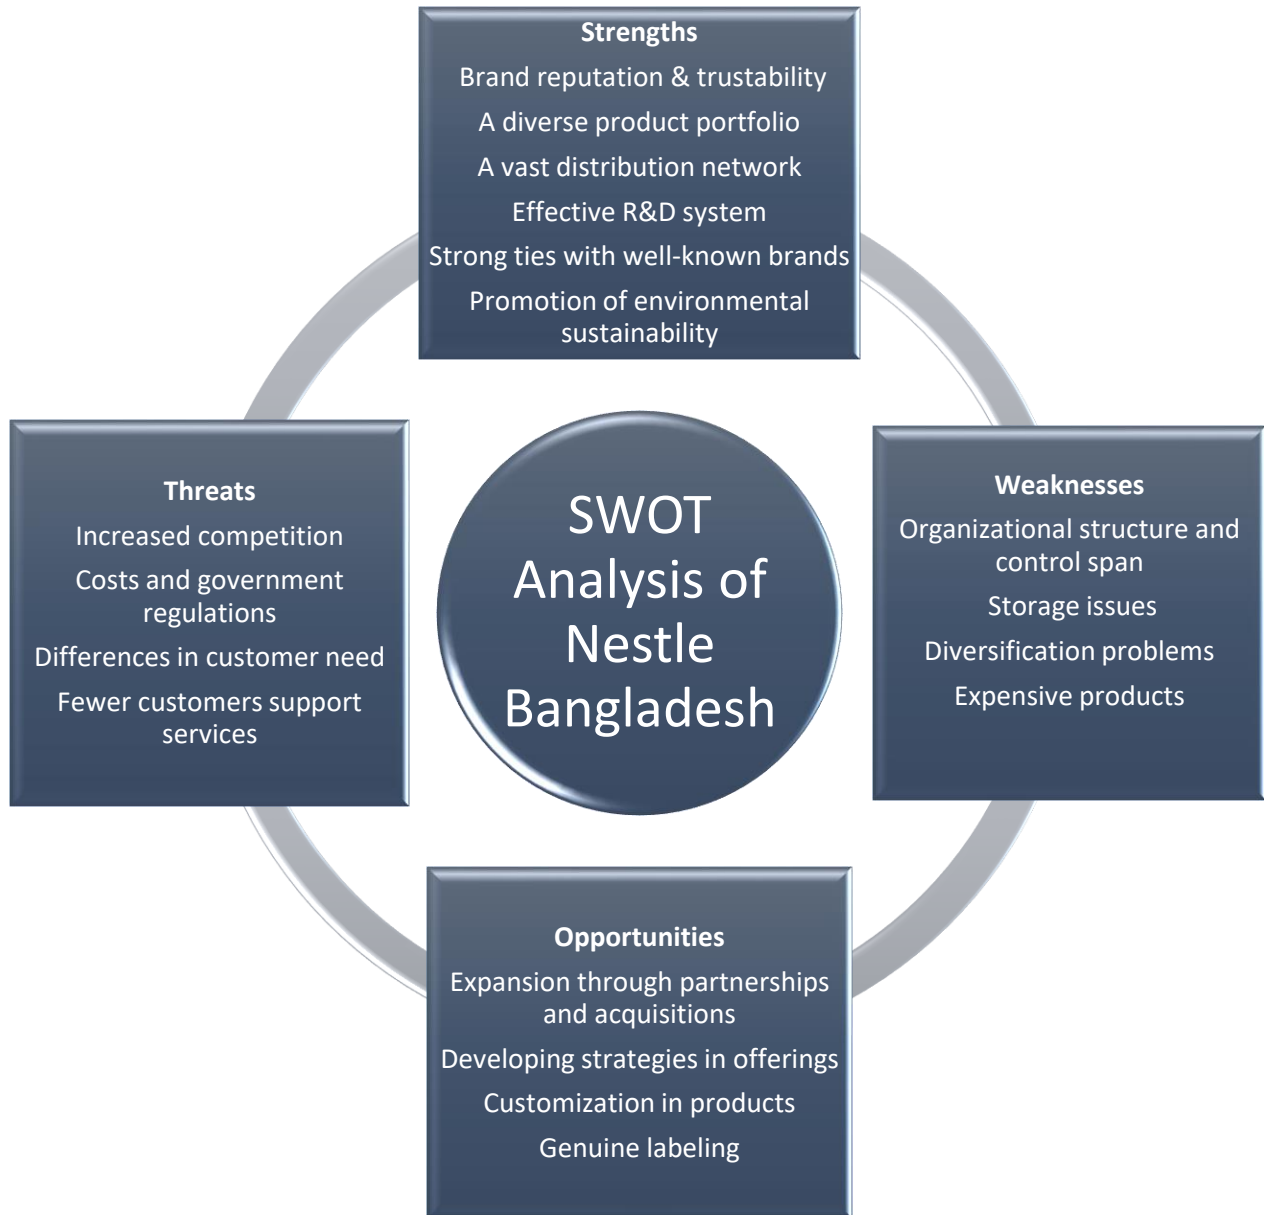 Strengths
Brand reputation & trustability
A diverse product portfolio
A vast distribution network
Effective R&D system
Strong ties with well-known brands
Promotion of environmental
sustainability
Threats
Increased competition
Costs and government
regulations
Differences in customer need
Fewer customers support
services
SWOT
Analysis of
Nestle
Bangladesh
Weaknesses
Organizational structure and
control span
Storage issues
Diversification problems
Expensive products
Opportunities
Expansion through partnerships
and acquisitions
Developing strategies in offerings
Customization in products
Genuine labeling